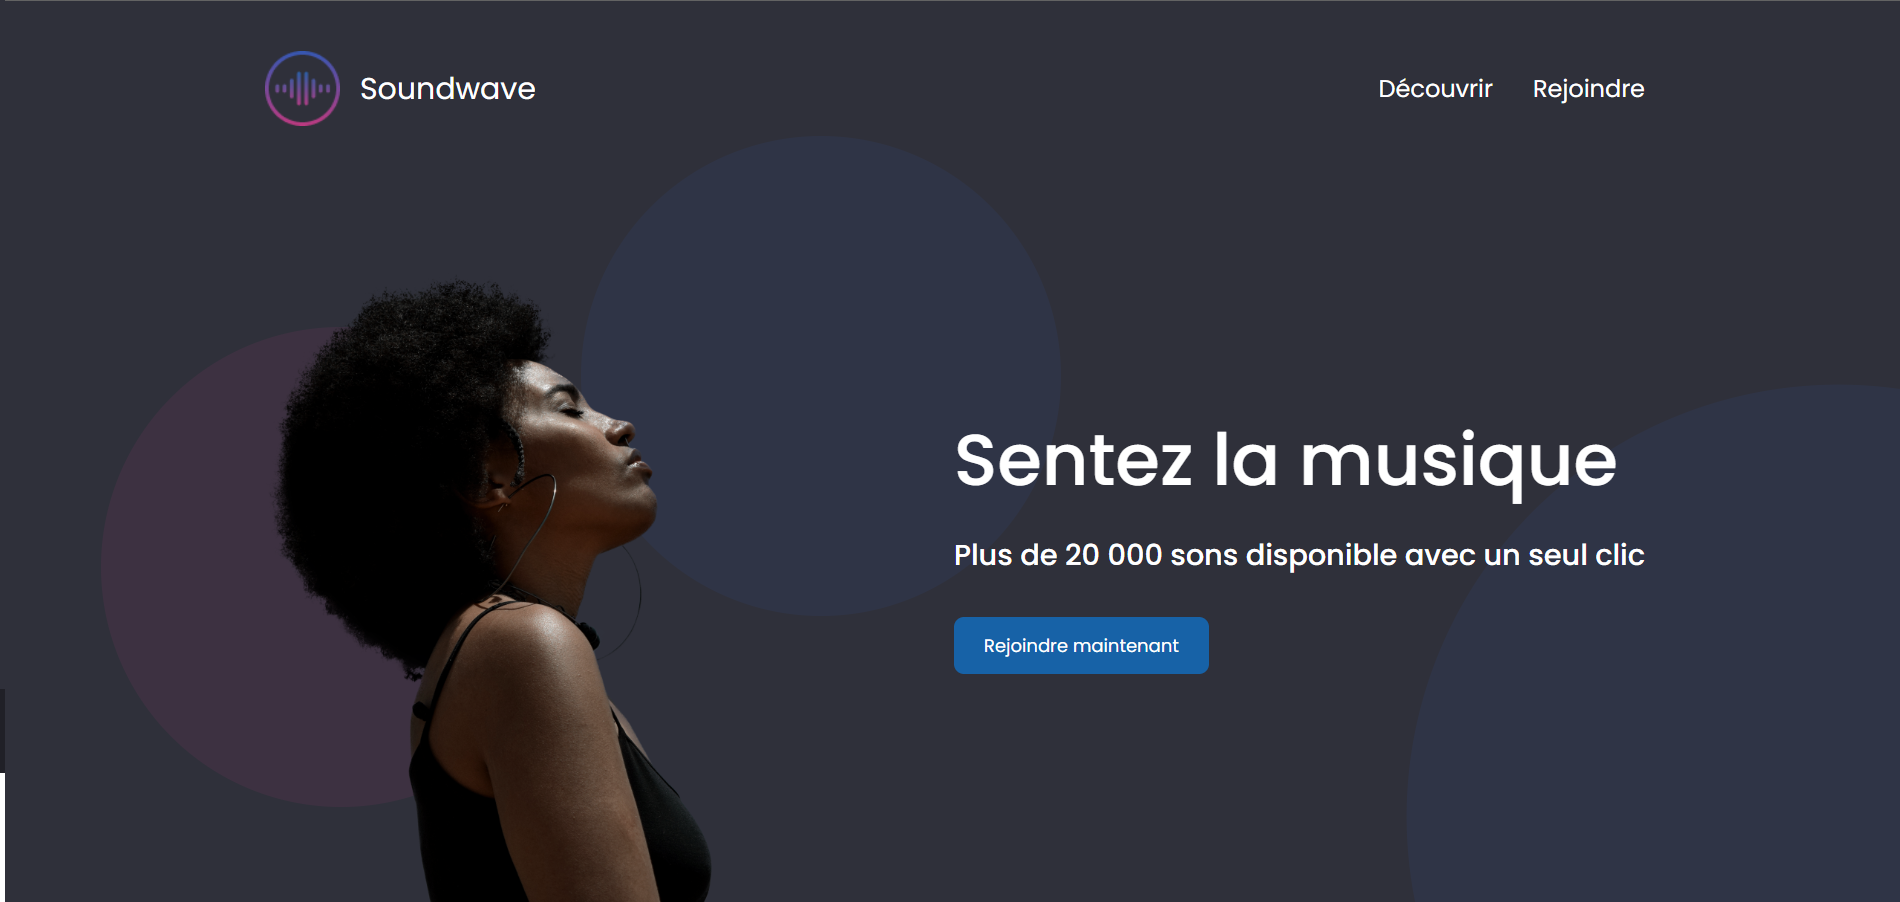 Soundwave
Découvrir Rejoindre
Sentez la musique
Plus de 20 000 sons disponible avec un seul clic
Rejoindre maintenant